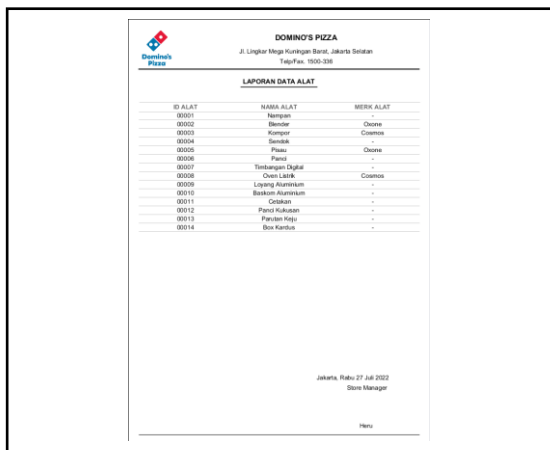 Domino's
Pizza
DOMINO'S PIZZA
Jl. Lingkar Mega Kuningan Barat, Jakarta Selatan
Telp/Fax. 1500-336
LAPORAN DATA ALAT
ID ALAT NAMA ALAT MERK ALAT
00001 Nampan -
00002 Blender Oxone
00003 Kompor Cosmos
00004 Sendok -
00005 Pisau Oxone
00006 Panci -
00007 Timbangan Digital -
00008 Oven Listrik Cosmos
00009 Loyang Aluminium -
00010 Baskom Aluminium -
00011 Cetakan -
00012 Panci Kukusan -
00013 Parutan Keju -
00014 Box Kardus -
Jakarta, Rabu 27 Juli 2022
Store Manager
Heru